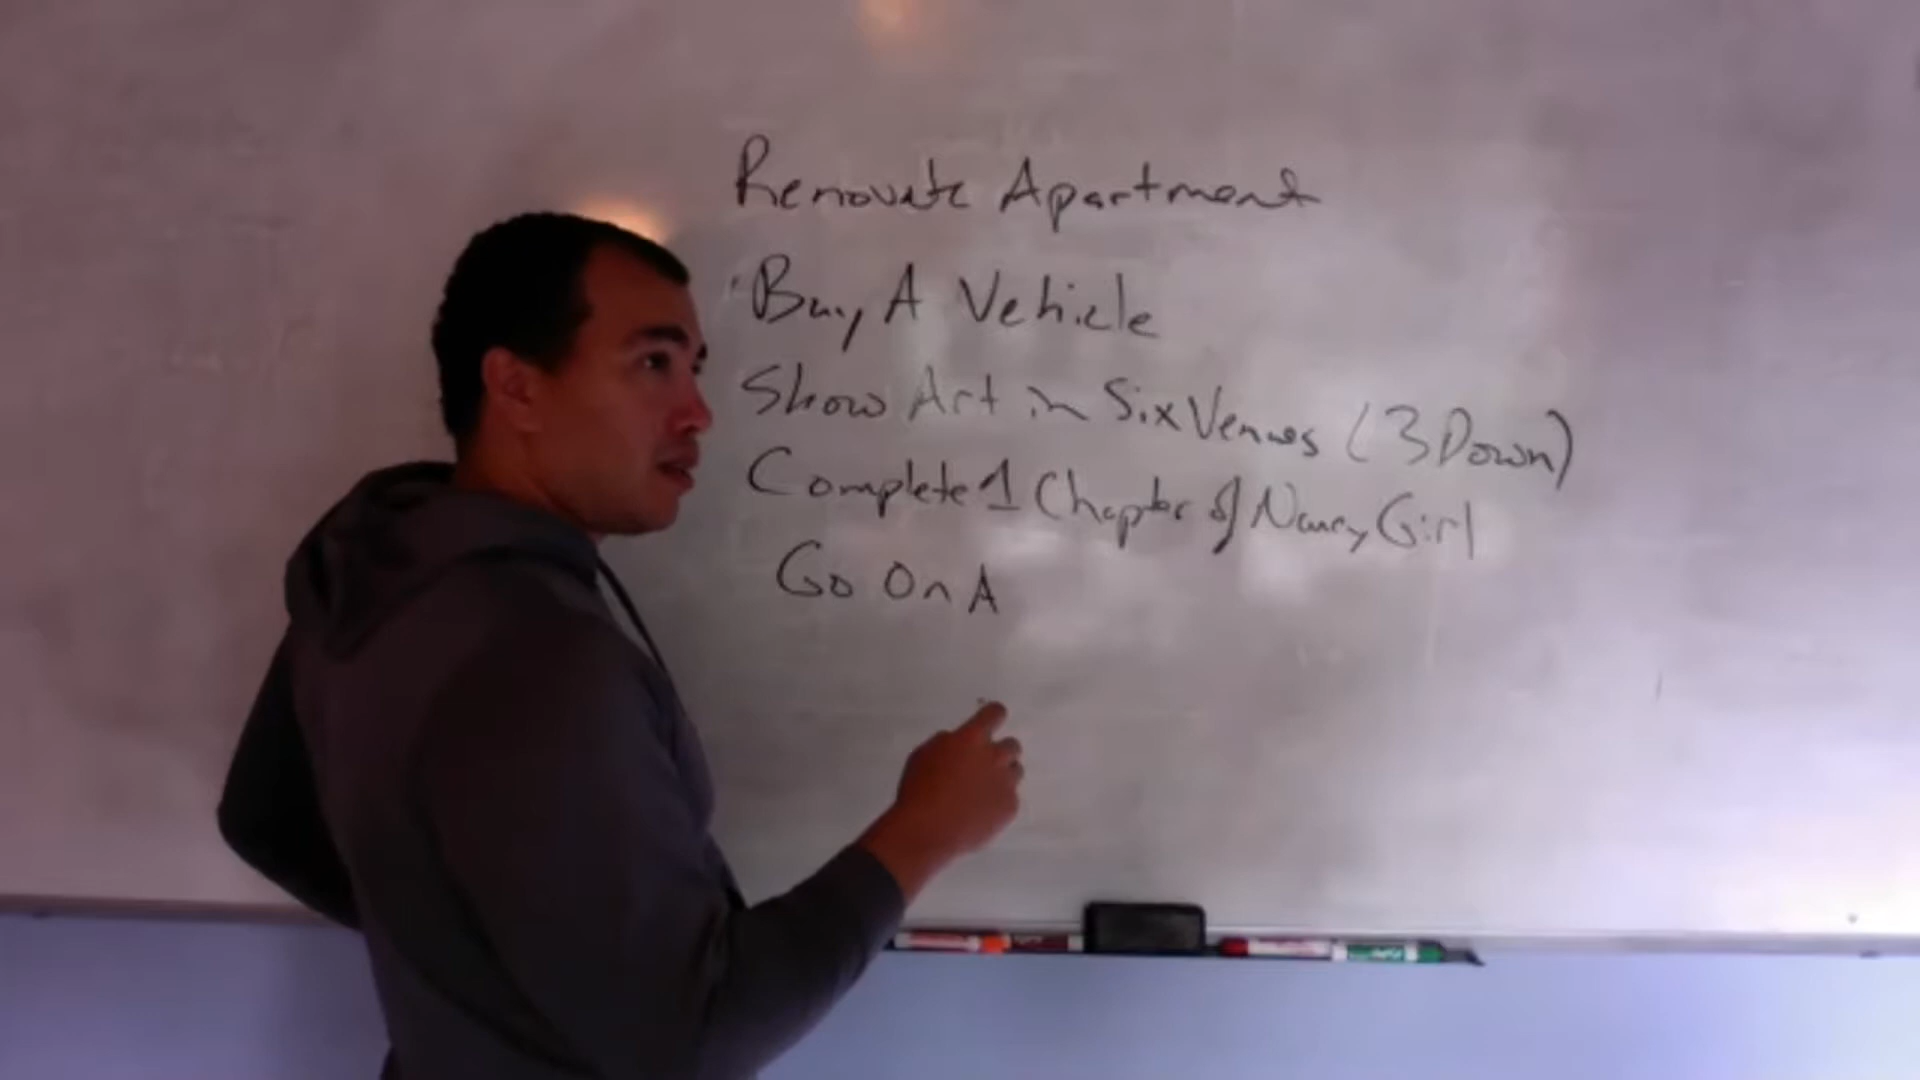 Renovate Apartment
Buy A Vehicle
Show Art in Six Venues (3 Down)
Complete 1 Chapter of Nancy Girl
Go On A